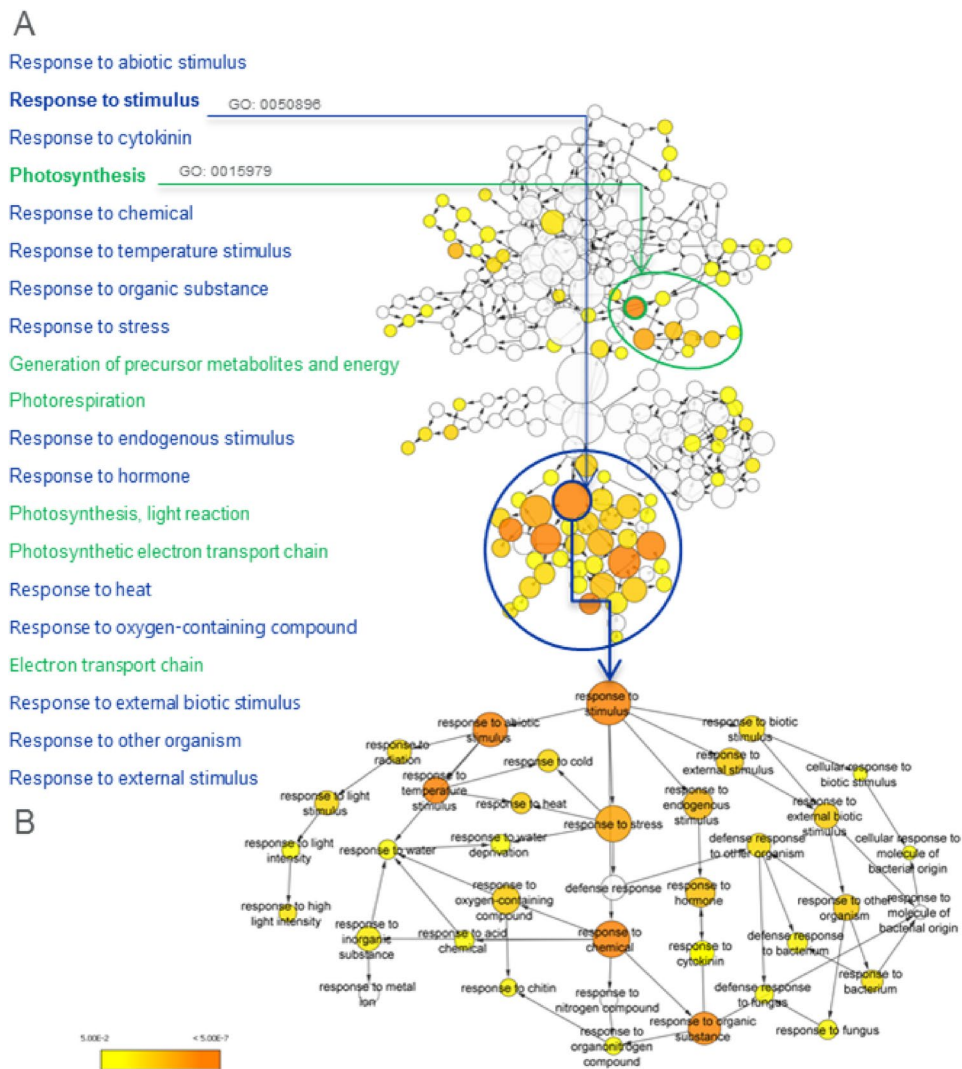 A
Response to abiotic stimulus
Response to stimulus
GO: 0050896
Response to cytokinin
Photosynthesis
GO: 0015979
Response to chemical
Response to temperature stimulus
Response to organic substance
Response to stress
Generation of precursor metabolites and energy
Photorespiration
Response to endogenous stimulus
Response to hormone
Photosynthesis, light reaction
Photosynthetic electron transport chain
Response to heat
Response to oxygen-containing compound
Electron transport chain
Response to external biotic stimulus
Response to other organism
Response to external stimulus
B
response to
stimulus
response to abiotic
stimulus
response to biotic
stimulus
response to
radiation
response to cold
response to
external stimulus
cellular response to
biotic stimulus
response to
temperature
stimulus
response to light
stimulus
response to heat
response to
endogenous
stimulus
response to
external biotic
stimulus
response to stress
response to light
intensity
response to water
response to water
deprivation
defense response
to other organism
cellular response to
molecule of
bacterial origin
defense response
response to
oxygen-containing
compound
response to
hormone
response to other
organism
response to
molecule of
bacterial origin
response to high
light intensity
response to
inorganic
substance
response to acid
chemical
response to
chemical
response to
cytokinin
defense response
to bacterium
response to metal
ion
response to chitin
response to
nitrogen compound
defense response
to fungus
response to
bacterium
response to
organonitrogen
compound
response to organic
substance
response to fungus
5.00E-2
< 5.00E-7